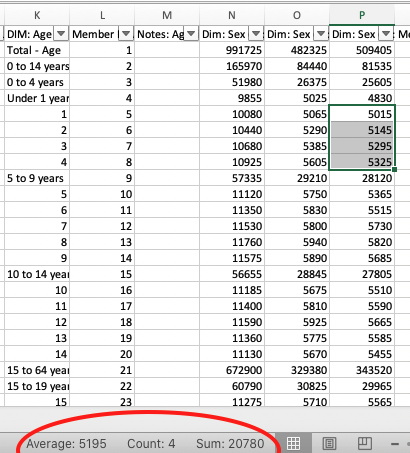 K L M N O P
DIM: Age Member I Notes: Ag Dim: Sex Dim: Sex Dim: Sex Me
Total - Age 1 991725 482325 509405
0 to 14 years 2 165970 84440 81535
0 to 4 years 3 51980 26375 25605
Under 1 year 4 9855 5025 4830
1 5 10080 5065 5015
2 6 10440 5290 5145
3 7 10680 5385 5295
4 8 10925 5605 5325
5 to 9 years 9 57335 29210 28120
5 10 11120 5750 5365
6 11 11350 5830 5515
7 12 11530 5800 5730
8 13 11760 5940 5820
9 14 11575 5890 5685
10 to 14 year 15 56655 28845 27805
10 16 11185 5675 5510
11 17 11400 5810 5590
12 18 11590 5925 5665
13 19 11360 5775 5585
14 20 11130 5670 5455
15 to 64 year 21 672900 329380 343520
15 to 19 year 22 60790 30825 29965
15 23 11275 5710 5565
Average: 5195 Count: 4 Sum: 20780